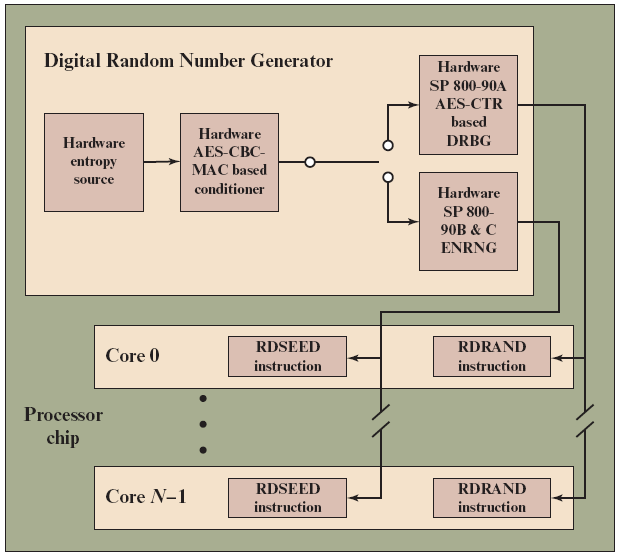 Digital Random Number Generator
Hardware
entropy
source
Hardware
AES-CBC-
MAC based
conditioner
Hardware
SP 800-90A
AES-CTR
based
DRBG
Hardware
SP 800-
90B & C
ENRNG
Core 0
RDSEED
instruction
RDRAND
instruction
Processor
chip
Core N–1
RDSEED
instruction
RDRAND
instruction